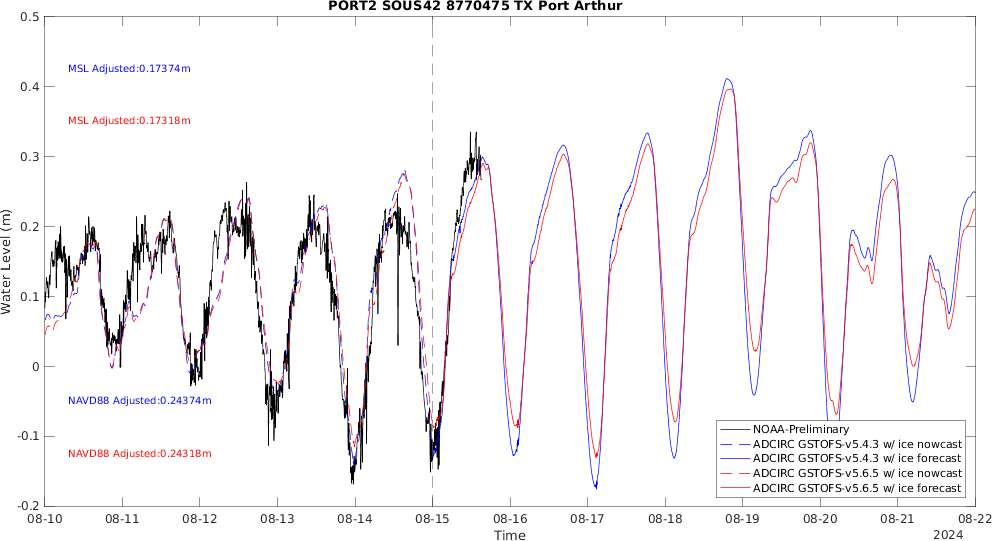 PORT2 SOUS42 8770475 TX Port Arthur
0.5
0.4
0.3
0.2
0.1
0
-0.1
-0.2
Water Level (m)
MSL Adjusted:0.17374m
MSL Adjusted:0.17318m
NAVD88 Adjusted:0.24374m
NAVD88 Adjusted:0.24318m
NOAA-Preliminary
ADCIRC GSTOFS-v5.4.3 w/ ice nowcast
ADCIRC GSTOFS-v5.4.3 w/ ice forecast
ADCIRC GSTOFS-v5.6.5 w/ ice nowcast
ADCIRC GSTOFS-v5.6.5 w/ ice forecast
08-10 08-11 08-12 08-13 08-14 08-15 08-16 08-17 08-18 08-19 08-20 08-21 08-22
Time
2024